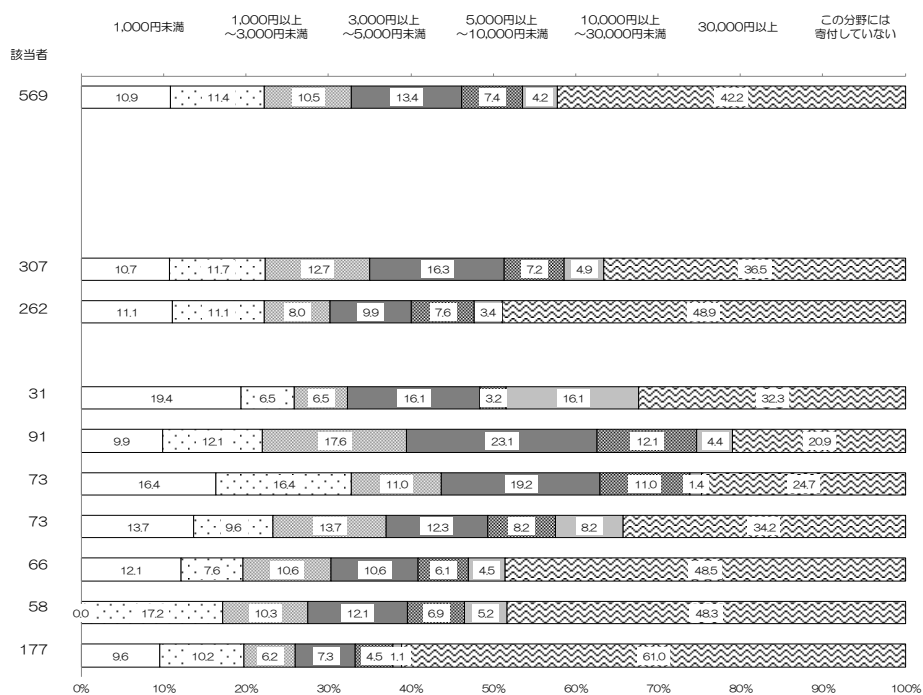 1,000円未満
1,000円以上
～3,000円未満
3,000円以上
～5,000円未満
5,000円以上
～10,000円未満
10,000円以上
～30,000円未満
30,000円以上
この分野には
寄付していない
該当者
569 10.9 11.4 10.5 13.4 7.4 4.2 42.2
307 10.7 11.7 12.7 16.3 7.2 4.9 36.5
262 11.1 11.1 8.0 9.9 7.6 3.4 48.9
31 19.4 6.5 6.5 16.1 3.2 16.1 32.3
91 9.9 12.1 17.6 23.1 12.1 4.4 20.9
73 16.4 16.4 11.0 19.2 11.0 1.4 24.7
73 13.7 9.6 13.7 12.3 8.2 8.2 34.2
66 12.1 7.6 10.6 10.6 6.1 4.5 48.5
58 0.0 17.2 10.3 12.1 6.9 5.2 48.3
177 9.6 10.2 6.2 7.3 4.5 1.1 61.0
0% 10% 20% 30% 40% 50% 60% 70% 80% 90% 100%